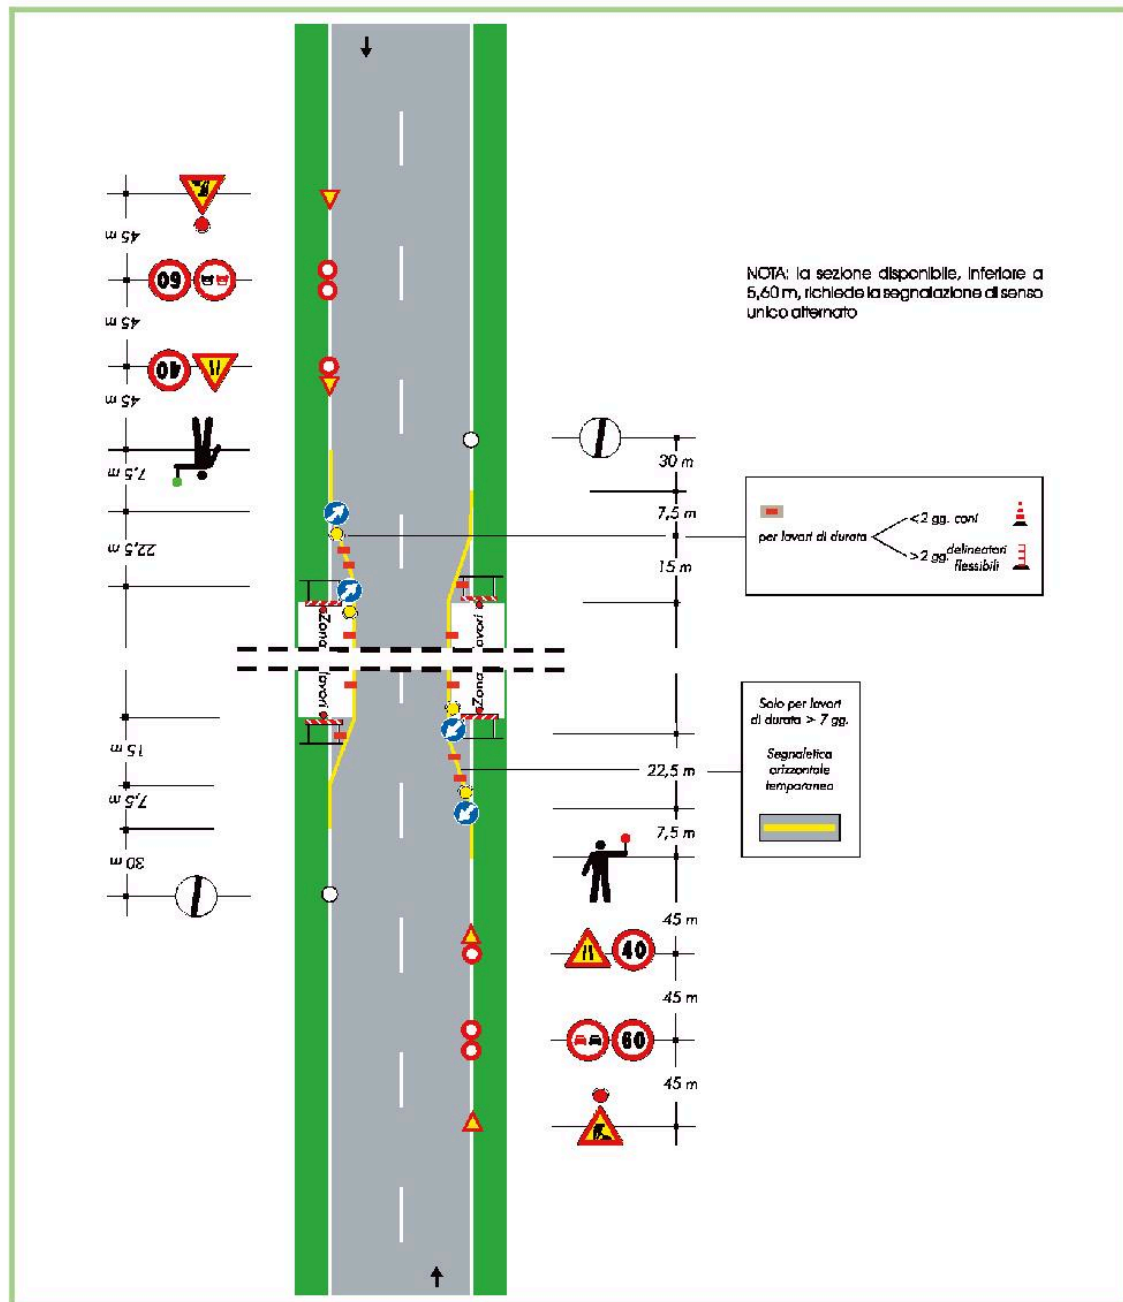 45 m
60
45 m
40
45 m
7,5 m
22,5 m
15 m
7,5 m
30 m
NOTA: la sezione disponibile, inferiore a
5,60 m, richiede la segnalazione di senso
unico alternato
30 m
7,5 m
15 m
per lavori di durata
<2 gg. coni
>2 gg. delineatori
flessibili
Zona
lavori
Zona
lavori
Solo per lavori
di durata > 7 gg.
Segnaletica
orizzontale
temporanea
22,5 m
7,5 m
45 m
40
45 m
60
45 m